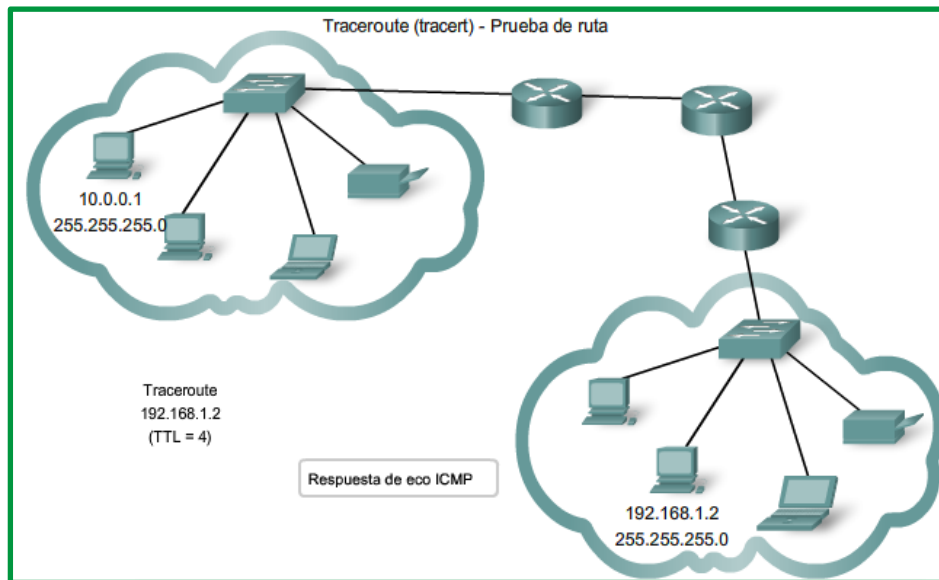 Traceroute (tracert) - Prueba de ruta
10.0.0.1
255.255.255.0
Traceroute
192.168.1.2
(TTL = 4)
Respuesta de eco ICMP
192.168.1.2
255.255.255.0